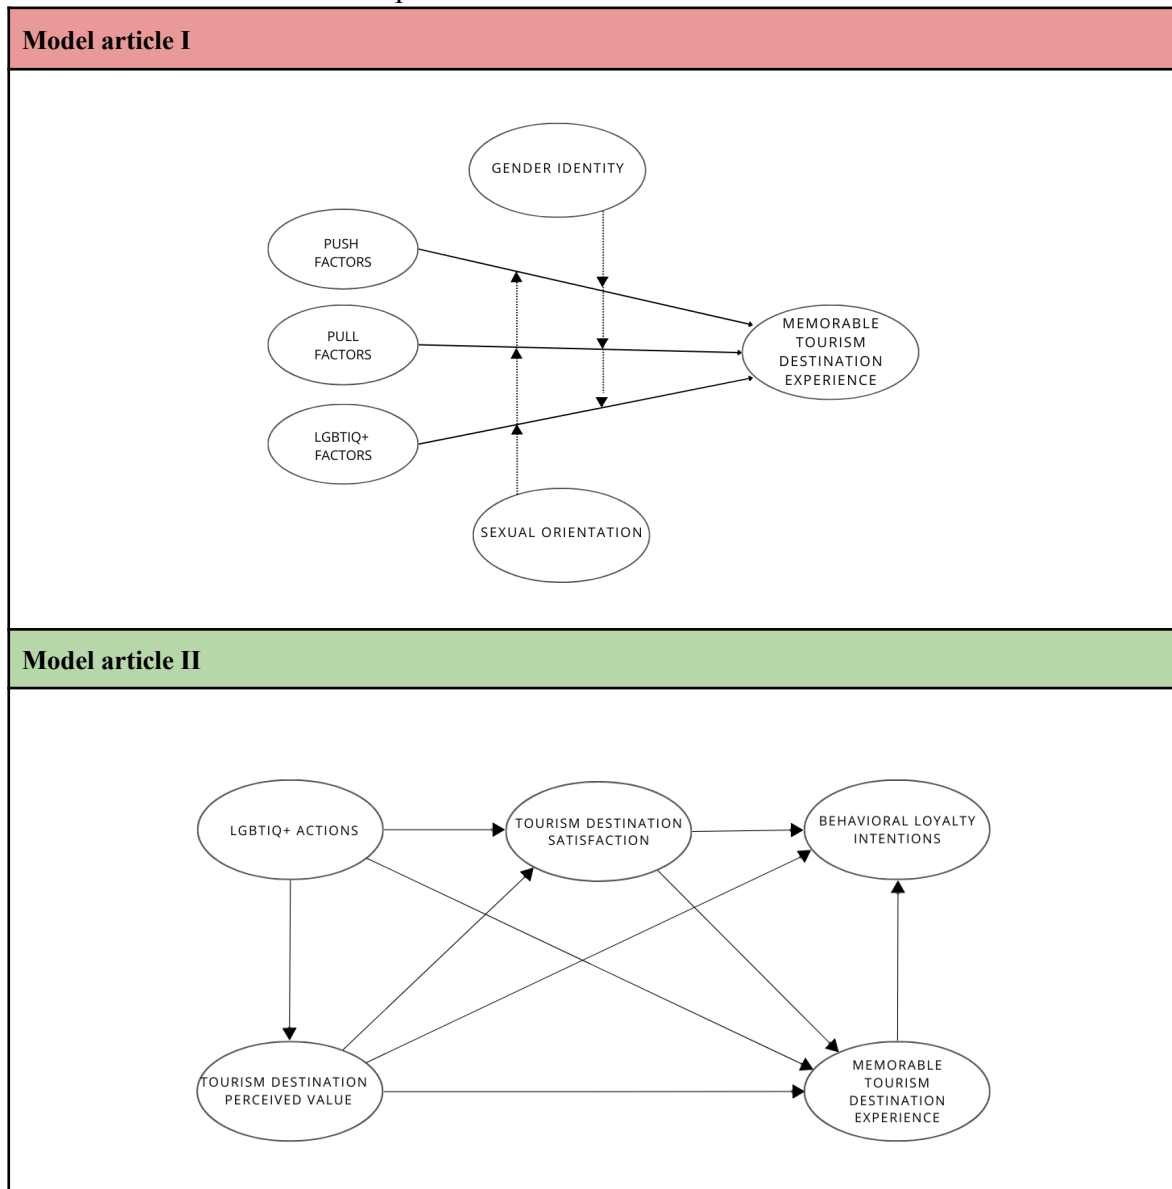 Model article I
GENDER IDENTITY
PUSH
FACTORS
PULL
FACTORS
LGBTIQ+
FACTORS
MEMORABLE
TOURISM
DESTINATION
EXPERIENCE
SEXUAL ORIENTATION
Model article II
LGBTIQ+ ACTIONS
TOURISM DESTINATION
SATISFACTION
BEHAVIORAL LOYALTY
INTENTIONS
TOURISM DESTINATION
PERCEIVED VALUE
MEMORABLE
TOURISM
DESTINATION
EXPERIENCE